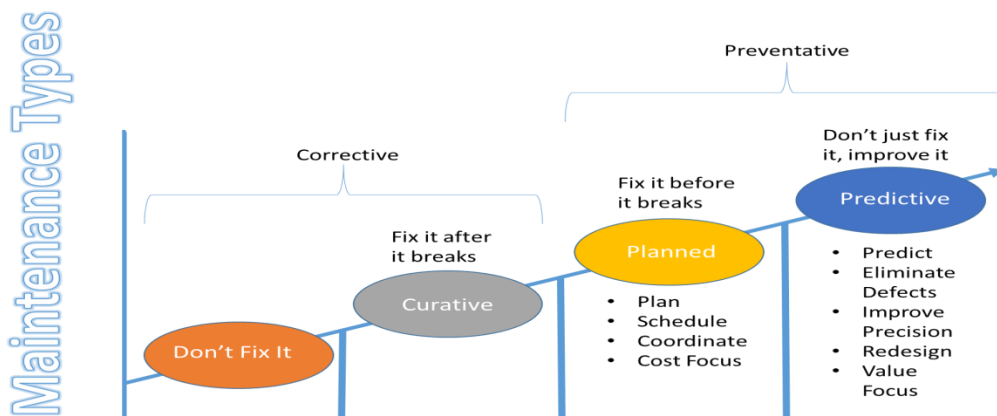 Maintenance Types
Preventative
Corrective
Don't just fix
it, improve it
Fix it before
it breaks
Predictive
Fix it after
it breaks
Planned
• Predict
• Eliminate
Defects
• Improve
Precision
• Redesign
• Value
Focus
Curative
• Plan
• Schedule
• Coordinate
• Cost Focus
Don't Fix It